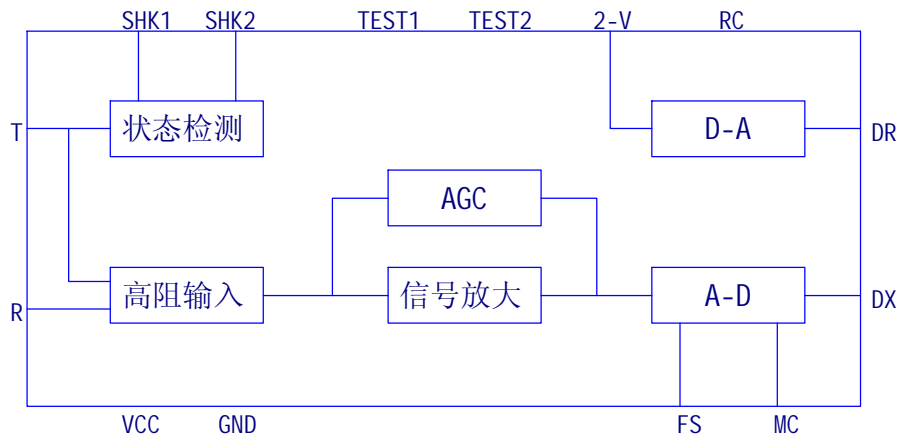 SHK1 SHK2 TEST1 TEST2 2-V RC
T 状态检测 D-A DR
AGC
R 高阻输入 信号放大 A-D DX
VCC GND FS MC